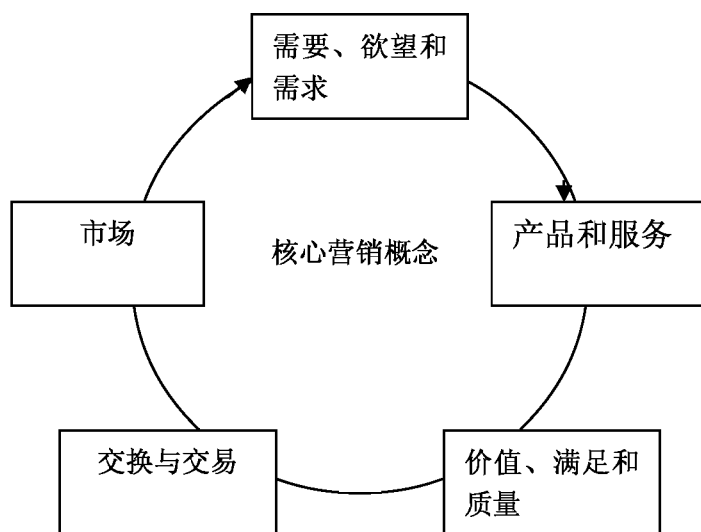 需要、欲望和
需求
市场
核心营销概念
产品和服务
交换与交易
价值、满足和
质量